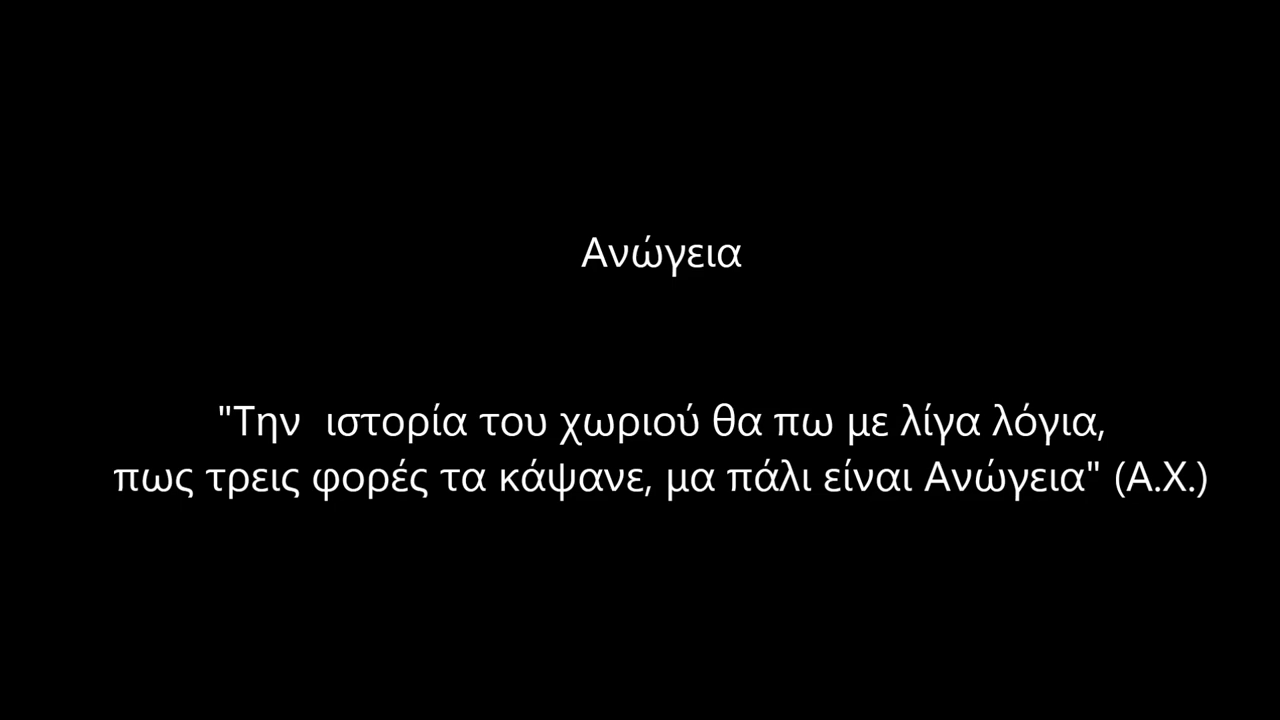 Ανώγεια
"Την  ιστορία του χωριού θα πω με λίγα λόγια,
πως τρεις φορές τα κάψανε, μα πάλι είναι Ανώγεια" (Α.Χ.)